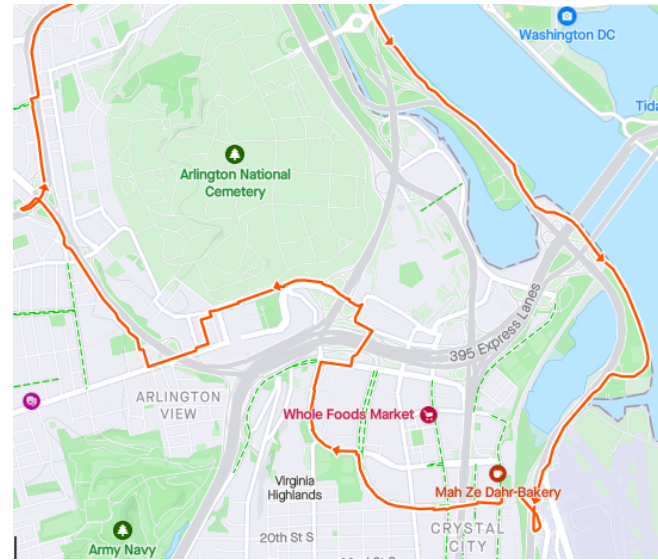 Washington DC
Tida
Arlington National
Cemetery
395 Express Lanes
ARLINGTON
VIEW
Whole Foods Market
Virginia
Highlands
Mah Ze Dahr-Bakery
CRYSTAL
CITY
20th St S
Army Navy